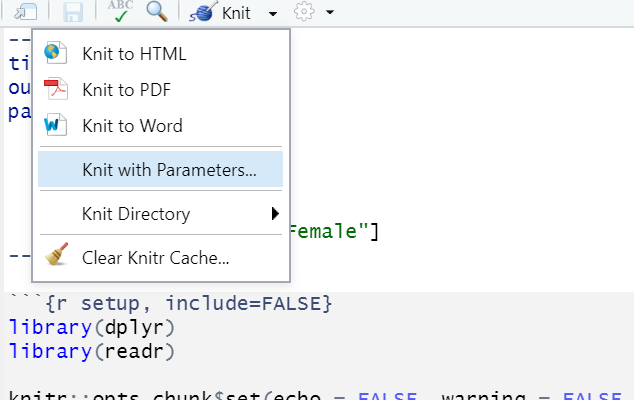 ABC
Knit
--
ti
ou
pa
Knit to HTML
Knit to PDF
Knit to Word
Knit with Parameters...
Knit Directory
Female"]
--
Clear Knitr Cache...
```{r setup, include=FALSE}
library(dplyr)
library(readr)
knitr::opts_chunk$set(echo = FALSE, warning = FALSE